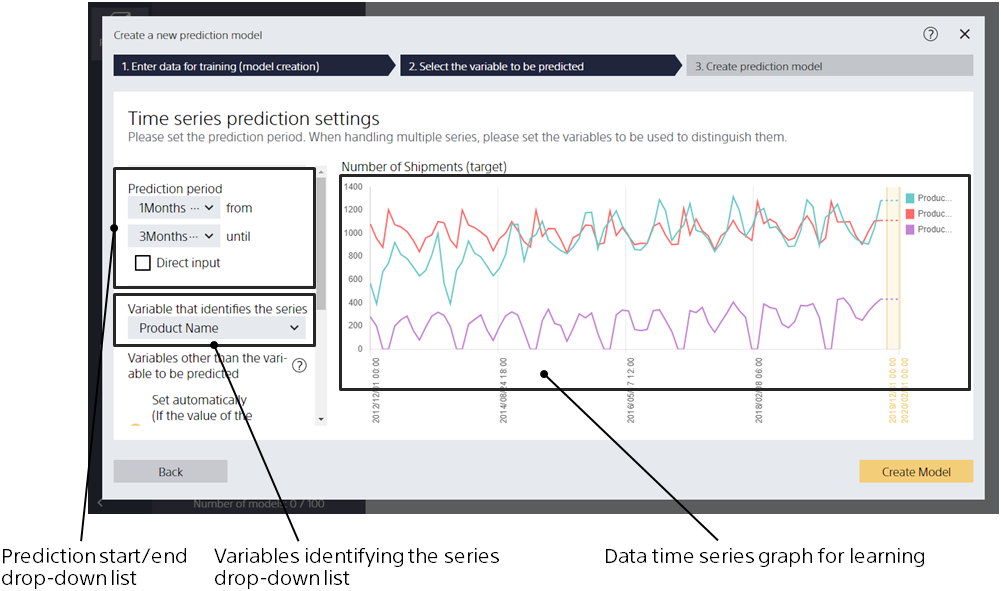 Create a new prediction model
1. Enter data for training (model creation)
2. Select the variable to be predicted
3. Create prediction model
Time series prediction settings
Please set the prediction period. When handling multiple series, please set the variables to be used to distinguish them.
Prediction period
1Months ··· from
3Months··· until
Direct input
Variable that identifies the series
Product Name
Variables other than the vari-
able to be predicted
?
Set automatically
(If the value of the
Number of Shipments (target)
1400
1200
1000
800
600
400
200
0
2012/12/01 00:00
2014/08/24 18:00
2016/05/17 12:00
2018/02/08 06:00
2019/12/01 00:00
2020/02/01 00:00
Produc...
Produc...
Produc...
Back
Create Model
Number of models: 0 / 100
Prediction start/end
drop-down list
Variables identifying the series
drop-down list
Data time series graph for learning